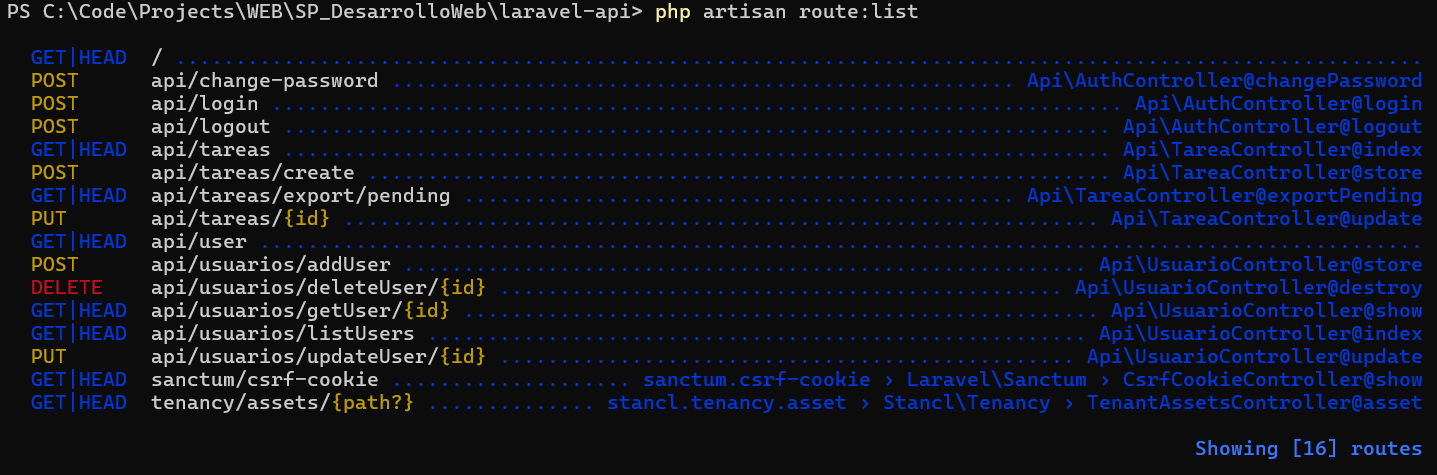 PS C:\Code\Projects\WEB\SP_DesarrolloWeb\laravel-api> php artisan route:list
GET|HEAD / ........................................................................................................
POST api/change-password .................................................... Api\AuthController@changePassword
POST api/login ....................................................................... Api\AuthController@login
POST api/logout ..................................................................... Api\AuthController@logout
GET|HEAD api/tareas ..................................................................... Api\TareaController@index
POST api/tareas/create ............................................................... Api\TareaController@store
GET|HEAD api/tareas/export/pending ................................................ Api\TareaController@exportPending
PUT api/tareas/{id} ................................................................ Api\TareaController@update
GET|HEAD api/user .................................................................................................
POST api/usuarios/addUser ......................................................... Api\UsuarioController@store
DELETE api/usuarios/deleteUser/{id} ................................................ Api\UsuarioController@destroy
GET|HEAD api/usuarios/getUser/{id} ...................................................... Api\UsuarioController@show
GET|HEAD api/usuarios/listUsers ......................................................... Api\UsuarioController@index
PUT api/usuarios/updateUser/{id} ................................................ Api\UsuarioController@update
GET|HEAD sanctum/csrf-cookie .................... sanctum.csrf-cookie › Laravel\Sanctum › CsrfCookieController@show
GET|HEAD tenancy/assets/{path?} .............. stancl.tenancy.asset › Stancl\Tenancy › TenantAssetsController@asset
Showing [16] routes